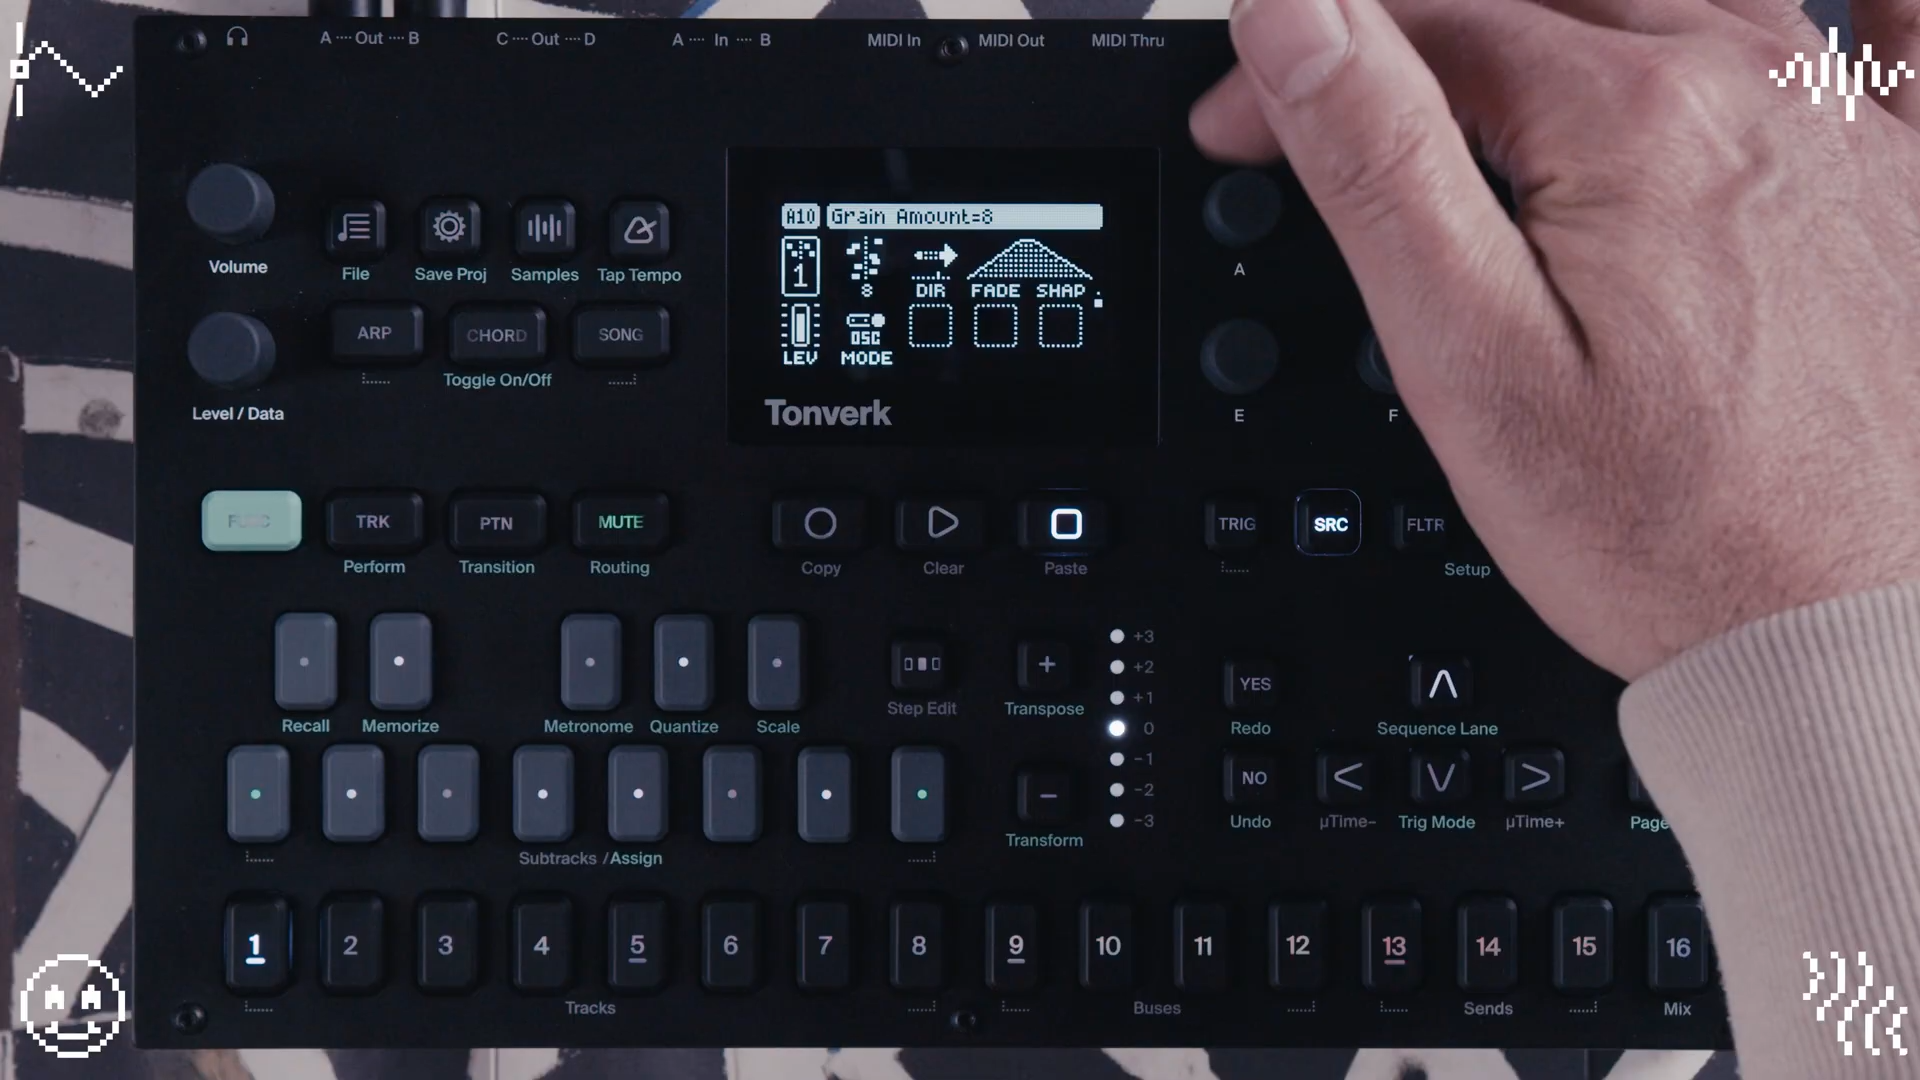 A Out B
C Out D
A In B
MIDI In
MIDI Out
MIDI Thru
Volume
File
Save Proj
Samples
Tap Tempo
A10 Grain Amount=8
1
8
DIR
FADE
SHAP
LEV
OSC
MODE
A
ARP
CHORD
SONG
Toggle On/Off
Level / Data
Tonverk
E
F
FUNC
TRK
PTN
MUTE
Perform
Transition
Routing
Copy
Clear
Paste
TRIG
SRC
FLTR
Setup
Recall
Memorize
Metronome
Quantize
Scale
Step Edit
+
Transpose
+3
+2
+1
0
-1
-2
-3
YES
Redo
Sequence Lane
NO
Undo
µTime-
Trig Mode
µTime+
Page
−
Transform
Subtracks / Assign
1 2 3 4 5 6 7 8 9 10 11 12 13 14 15 16
Tracks
Buses
Sends
Mix